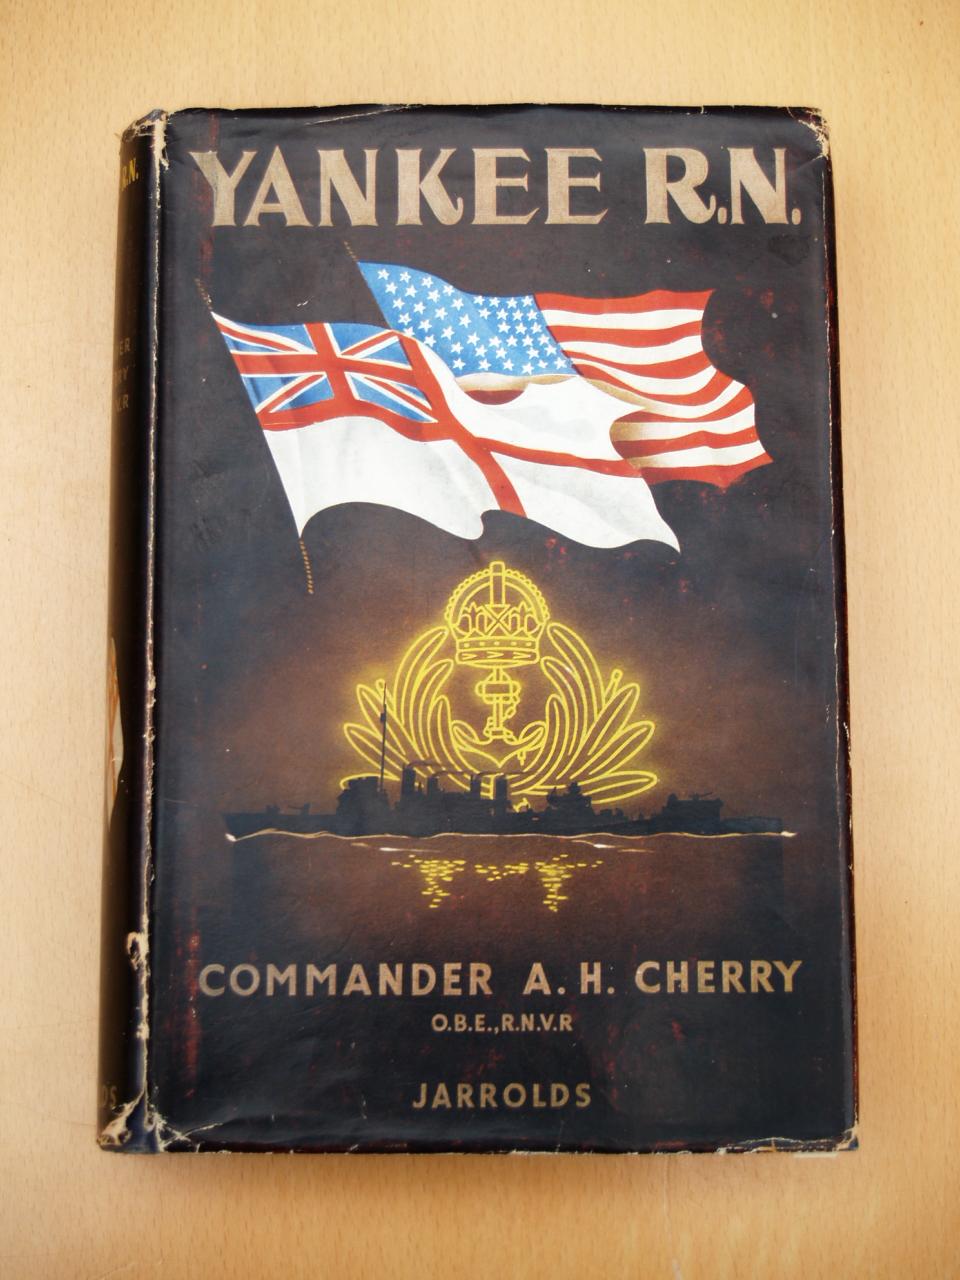 YANKEE R.N.
COMMANDER A. H. CHERRY
O.B.E., R.N.V.R
JARROLDS
R.N.